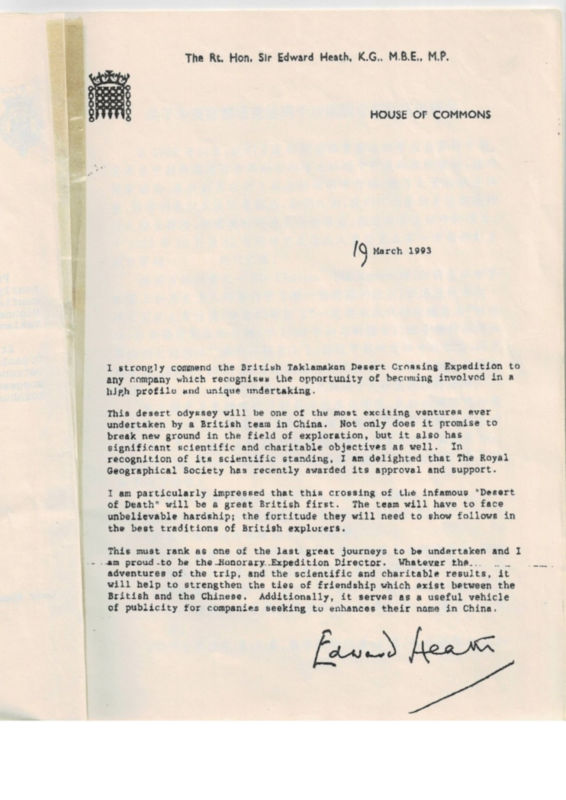 The Rt. Hon. Sir Edward Heath, K.G., M.B.E., M.P.
HOUSE OF COMMONS
19 March 1993
I strongly commend the British Taklamakan Desert Crossing Expedition to
any company which recognises the opportunity of becoming involved in a
high profile and unique undertaking.
This desert odyssey will be one of the most exciting ventures ever
undertaken by a British team in China. Not only does it promise to
break new ground in the field of exploration, but it also has
significant scientific and charitable objectives as well. In
recognition of its scientific standing, I am delighted that The Royal
Geographical Society has recently awarded its approval and support.
I am particularly impressed that this crossing of the infamous "Desert
of Death" will be a great British first. The team will have to face
unbelievable hardship; the fortitude they will need to show follows in
the best traditions of British explorers.
This must rank as one of the last great journeys to be undertaken and I
am proud to be the Honorary Expedition Director. Whatever the
adventures of the trip, and the scientific and charitable results, it
will help to strengthen the ties of friendship which exist between the
British and the Chinese. Additionally, it serves as a useful vehicle
of publicity for companies seeking to enhances their name in China.
Edward Heath